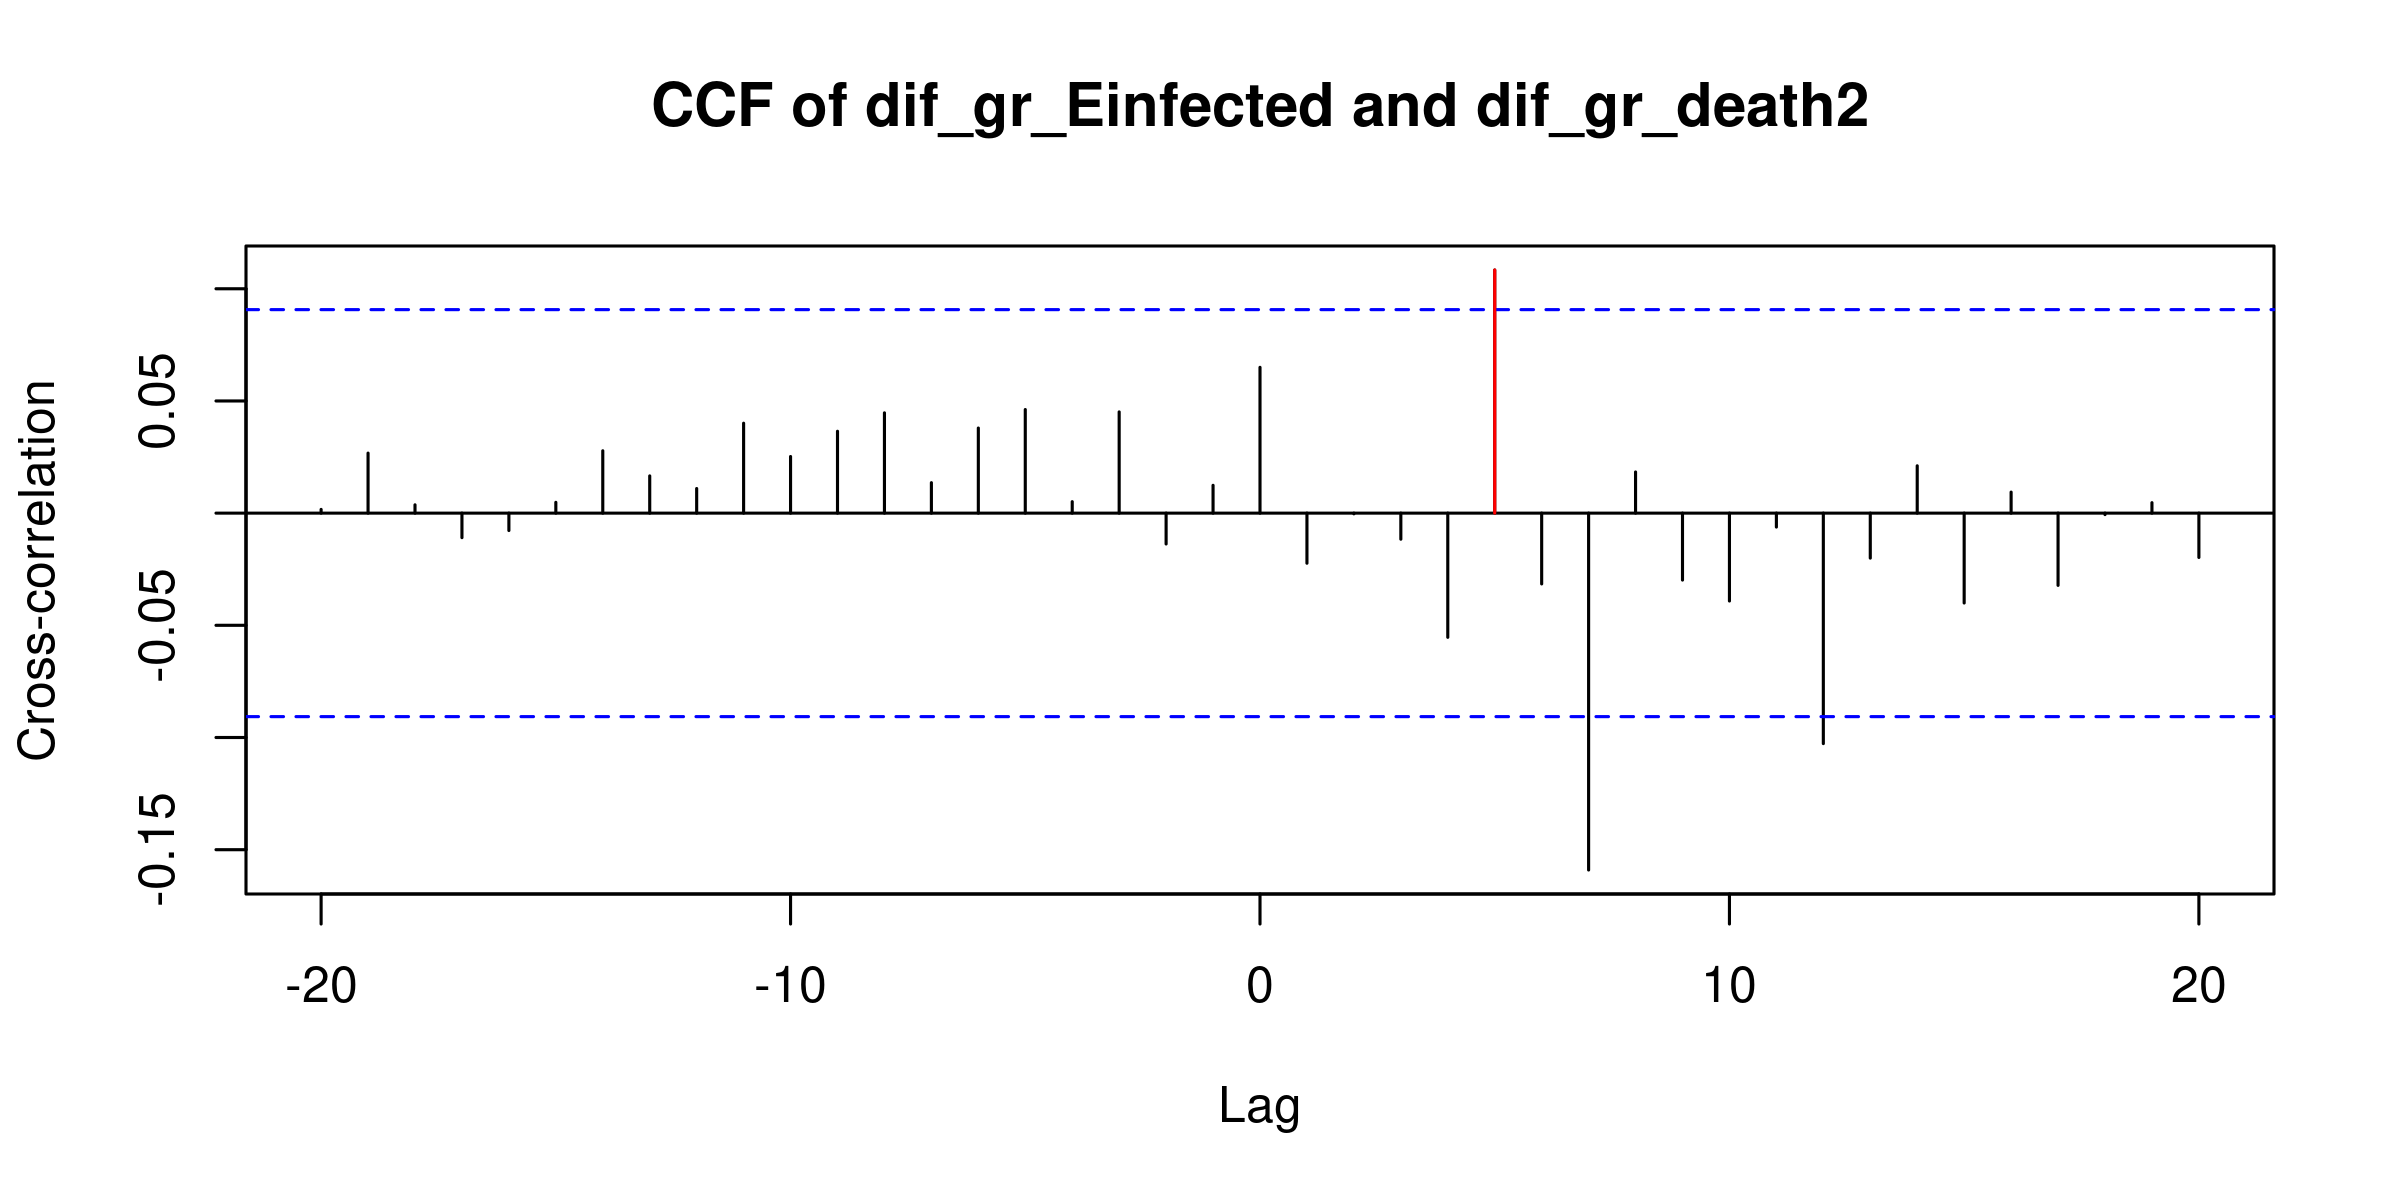 CCF of dif_gr_Einfected and dif_gr_death2
Cross-correlation
0.05
-0.05
-0.15
-20
-10
0
10
20
Lag